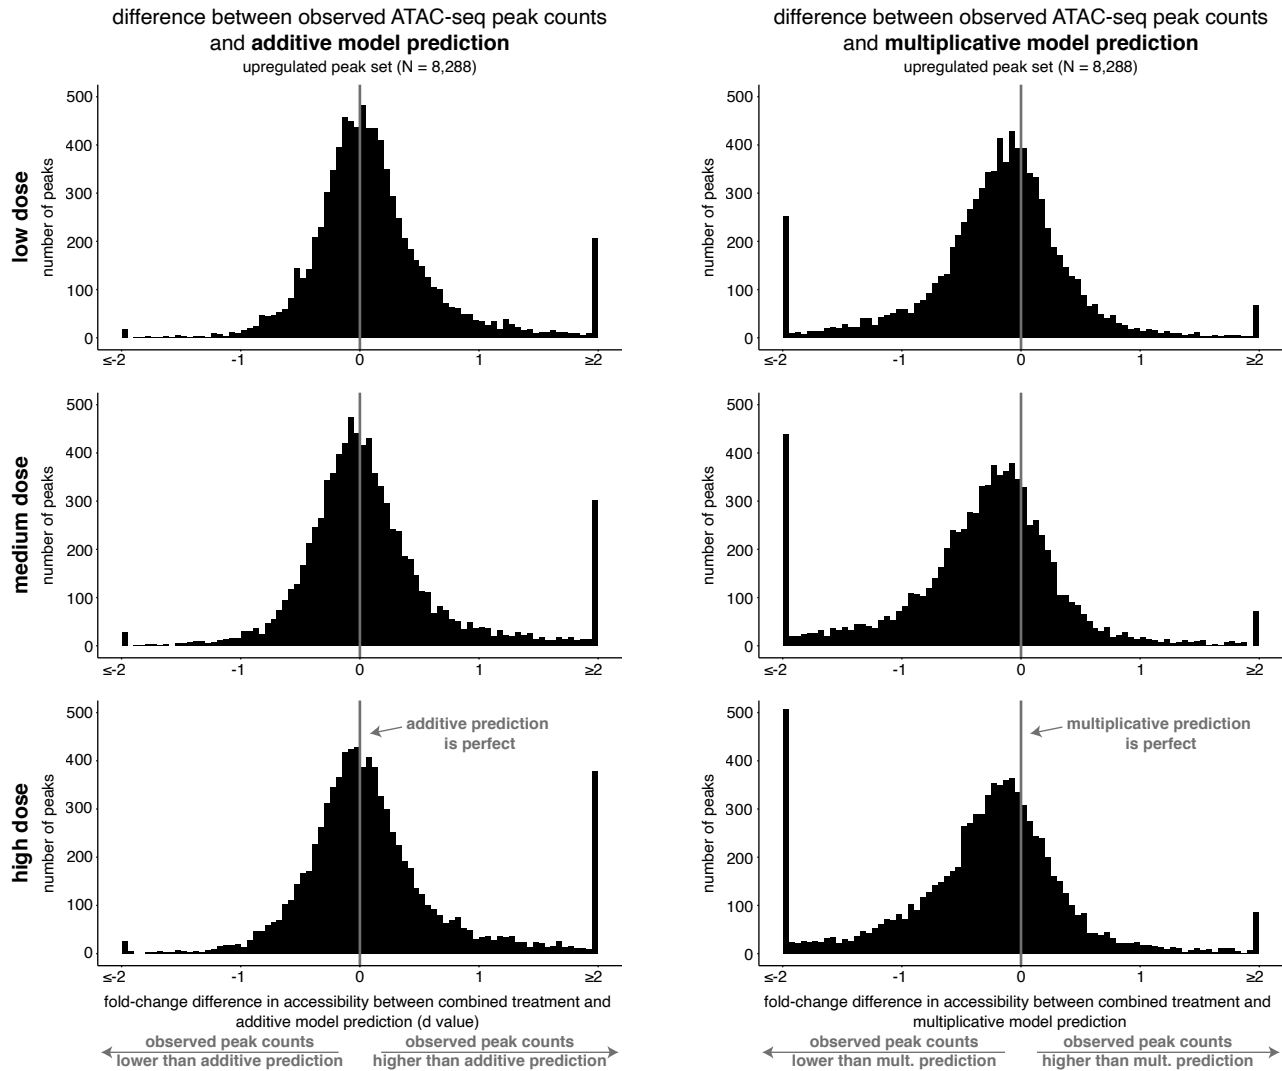 difference between observed ATAC-seq peak counts
and additive model prediction
upregulated peak set (N = 8,288)
difference between observed ATAC-seq peak counts
and multiplicative model prediction
upregulated peak set (N = 8,288)
low dose
number of peaks
500
400
300
200
100
0
≤-2
-1
0
1
≥2
number of peaks
500
400
300
200
100
0
≤-2
-1
0
1
≥2
medium dose
number of peaks
500
400
300
200
100
0
≤-2
-1
0
1
≥2
number of peaks
500
400
300
200
100
0
≤-2
-1
0
1
≥2
high dose
number of peaks
500
400
300
200
100
0
additive prediction
is perfect
≤-2
-1
0
1
≥2
fold-change difference in accessibility between combined treatment and
additive model prediction (d value)
observed peak counts
lower than additive prediction
observed peak counts
higher than additive prediction
number of peaks
500
400
300
200
100
0
multiplicative prediction
is perfect
≤-2
-1
0
1
≥2
fold-change difference in accessibility between combined treatment and
multiplicative model prediction
observed peak counts
lower than mult. prediction
observed peak counts
higher than mult. prediction